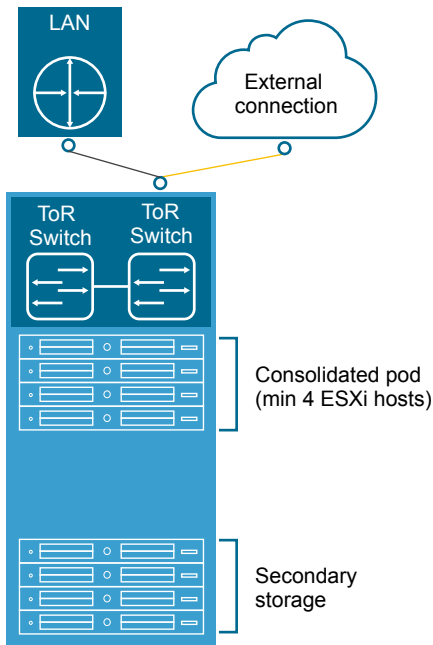 LAN
External
connection
ToR
Switch
ToR
Switch
Consolidated pod
(min 4 ESXi hosts)
Secondary
storage